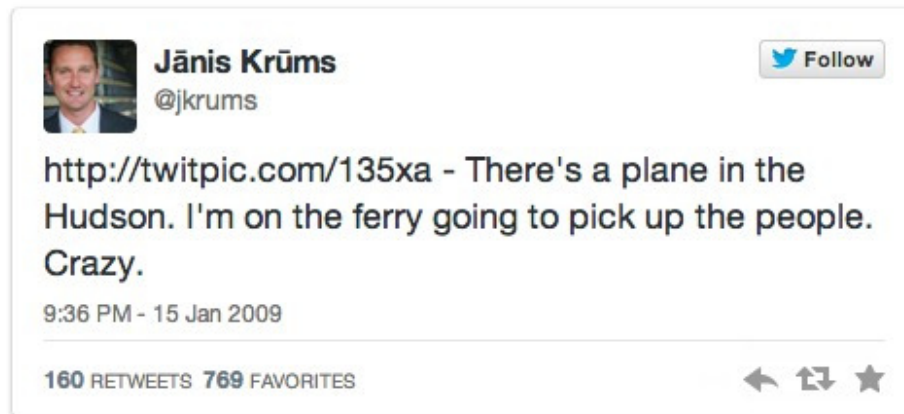 Jānis Krūms
Follow
@jkrums
http://twitpic.com/135xa - There's a plane in the
Hudson. I'm on the ferry going to pick up the people.
Crazy.
9:36 PM - 15 Jan 2009
160 RETWEETS 769 FAVORITES